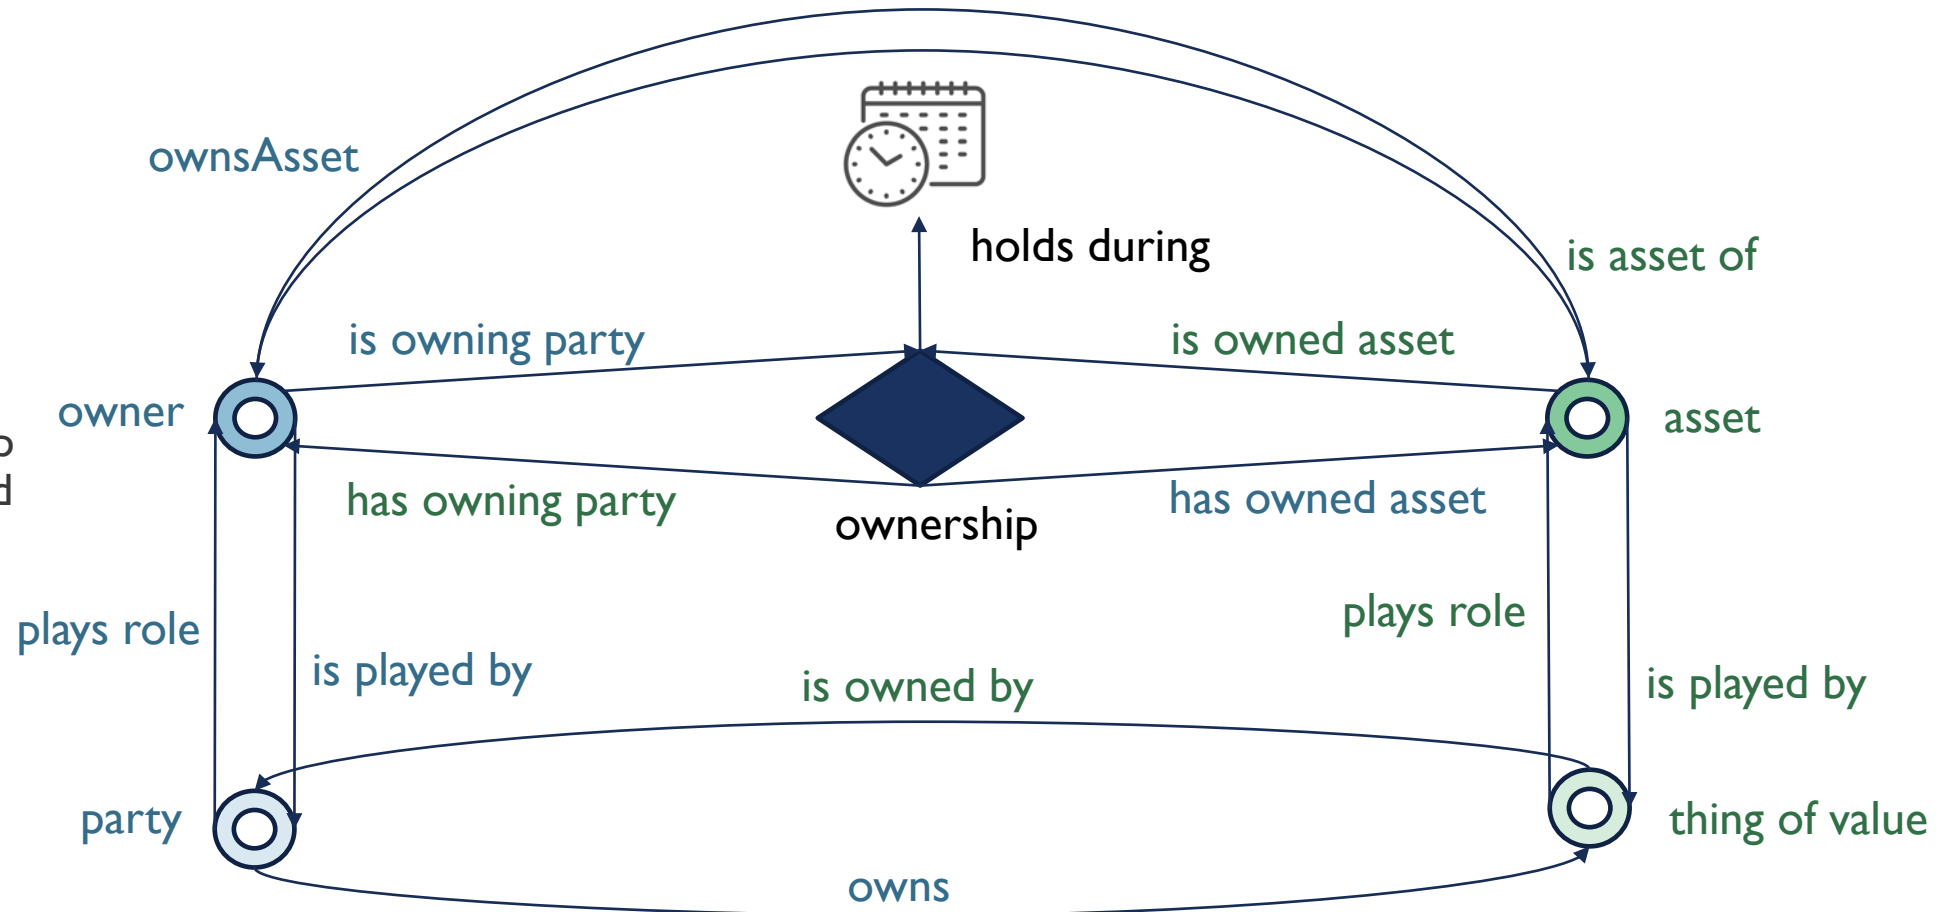 ownsAsset
holds during
is asset of
is owning party
is owned asset
owner
asset
has owning party
has owned asset
ownership
plays role
plays role
is played by
is owned by
is played by
party
thing of value
owns